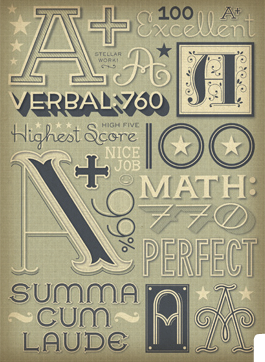 A+
100
A+
Excellent
STELLAR
WORK!
A
A
VERBAL:760
HIGH FIVE
Highest Score
100
NICE
JOB
A+
99%
MATH:
770
PERFECT
SUMMA
CUM
LAUDE
A
A